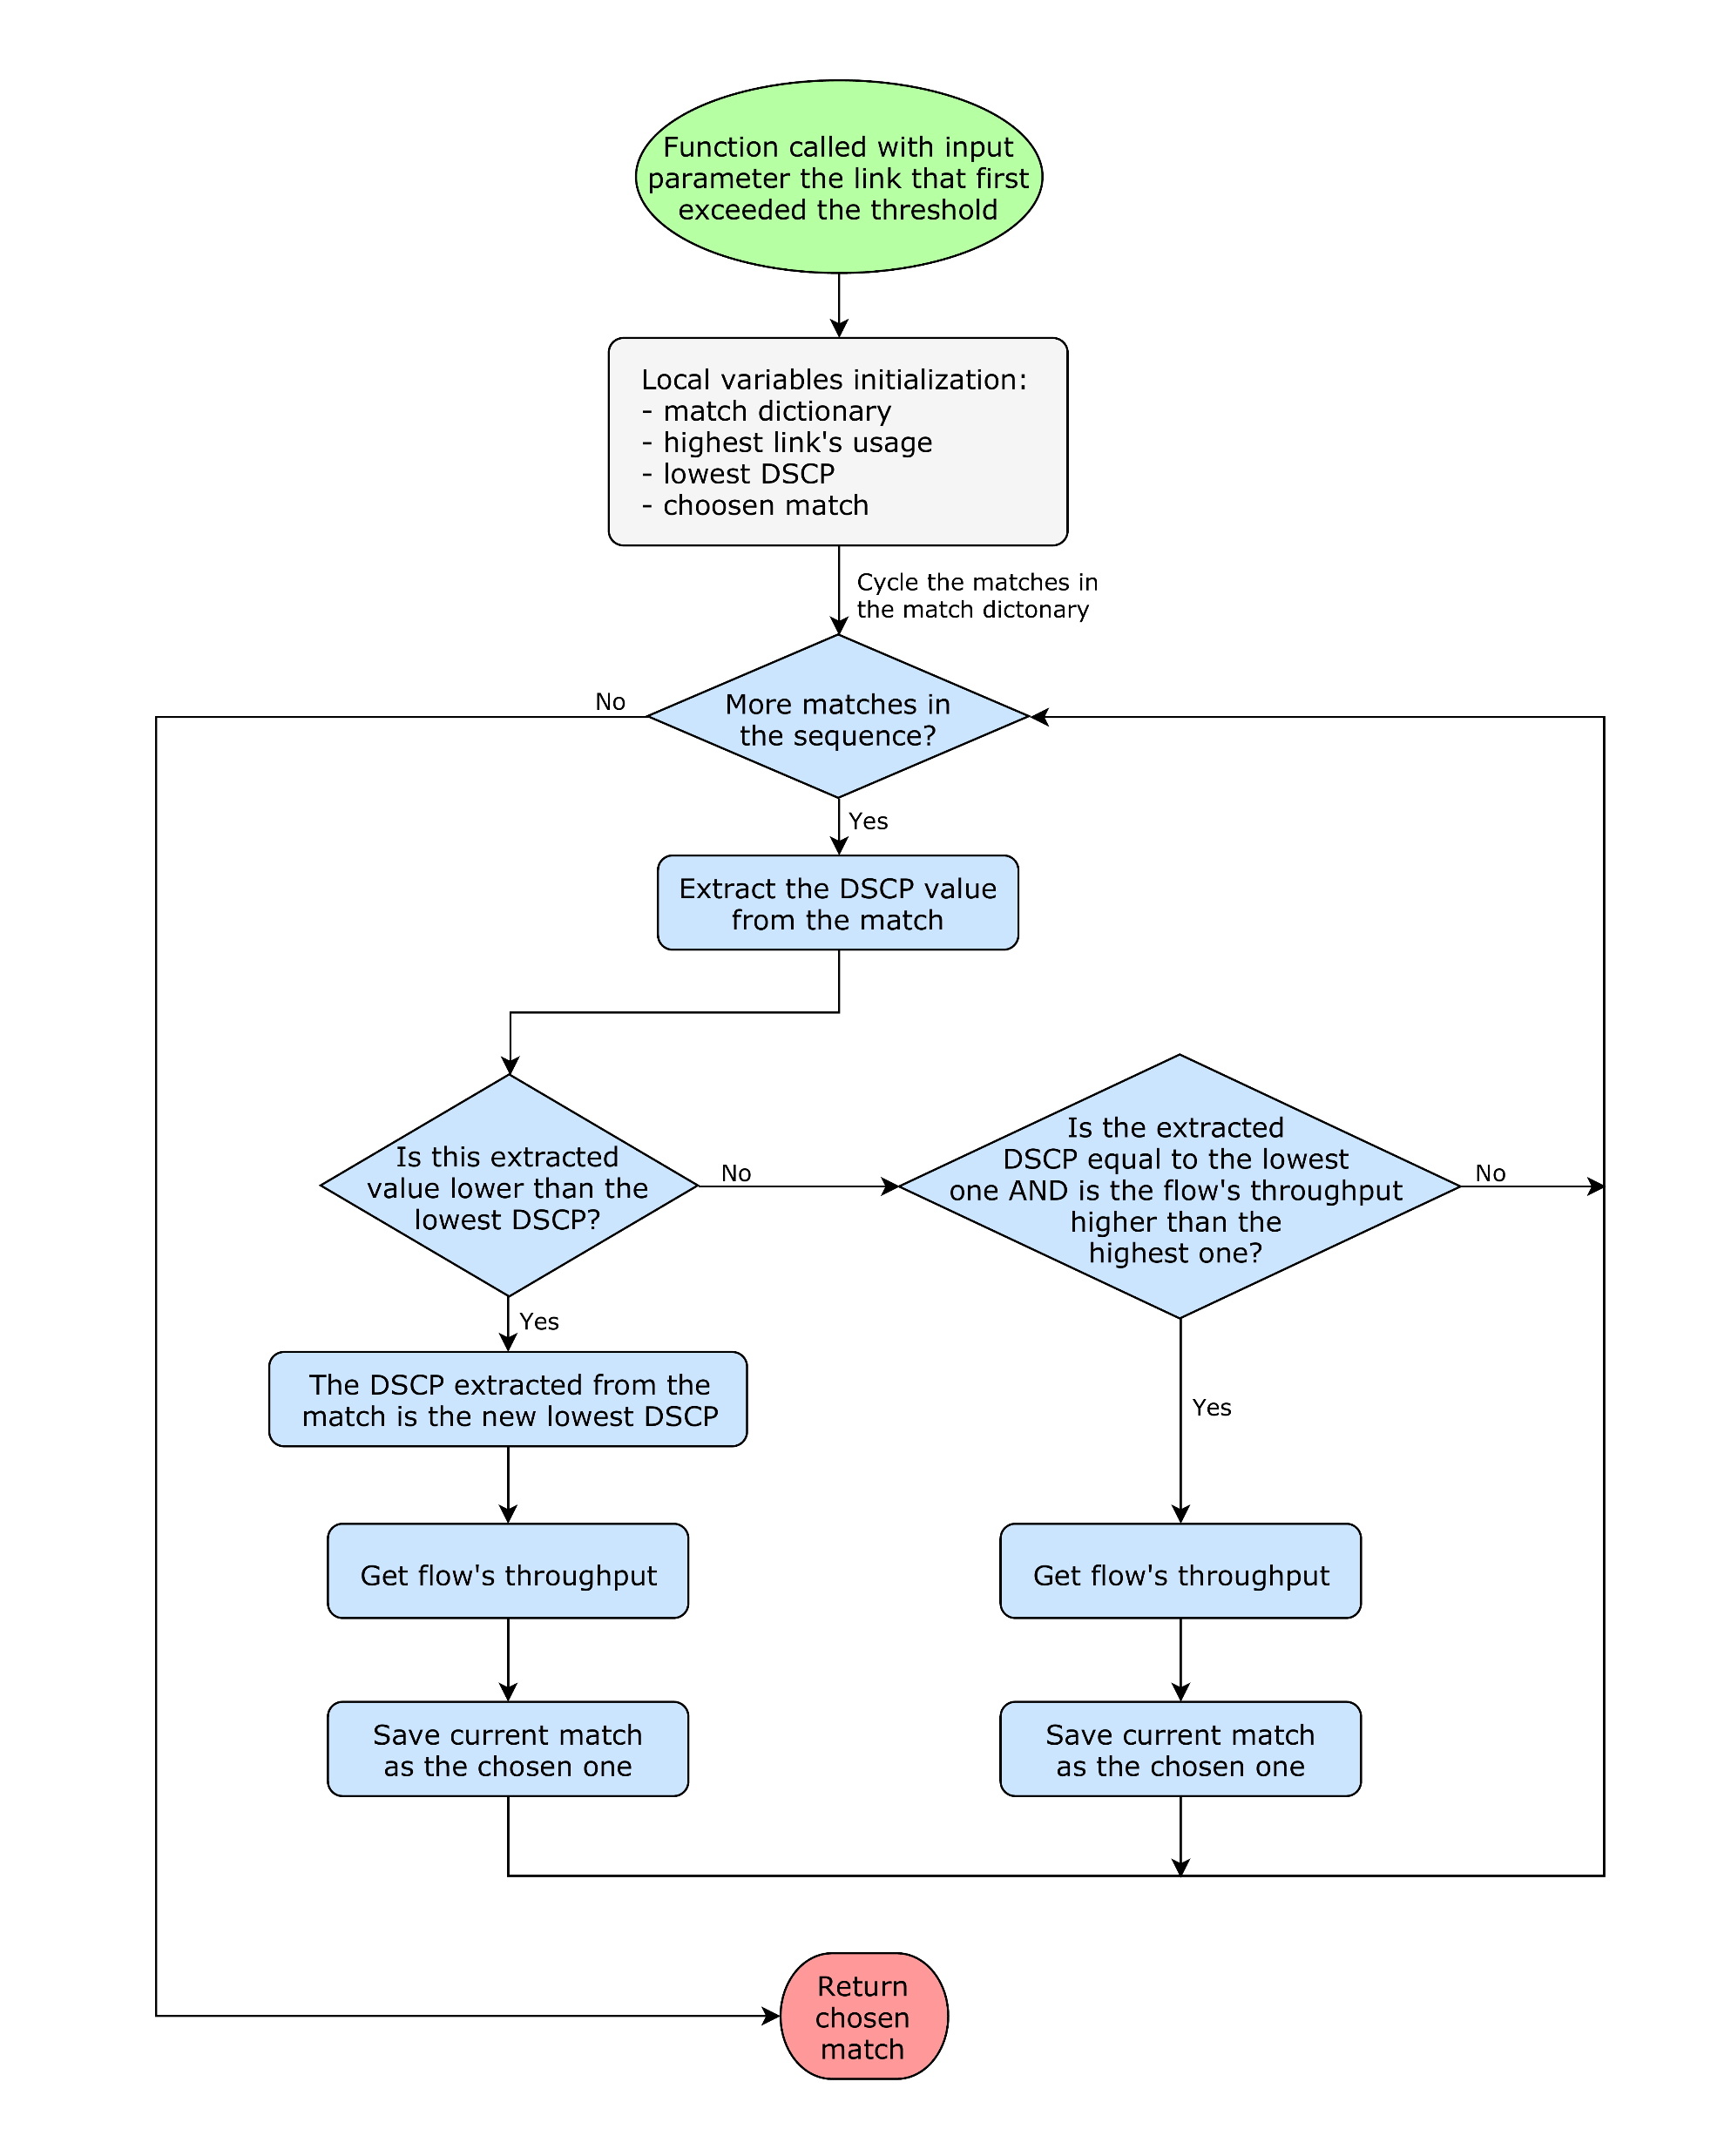 Function called with input
parameter the link that first
exceeded the threshold
Local variables initialization:
- match dictionary
- highest link's usage
- lowest DSCP
- choosen match
Cycle the matches in
the match dictonary
More matches in
the sequence?
No
Yes
Extract the DSCP value
from the match
Is this extracted
value lower than the
lowest DSCP?
No
Is the extracted
DSCP equal to the lowest
one AND is the flow's throughput
higher than the
highest one?
No
Yes
The DSCP extracted from the
match is the new lowest DSCP
Yes
Get flow's throughput
Get flow's throughput
Save current match
as the chosen one
Save current match
as the chosen one
Return
chosen
match